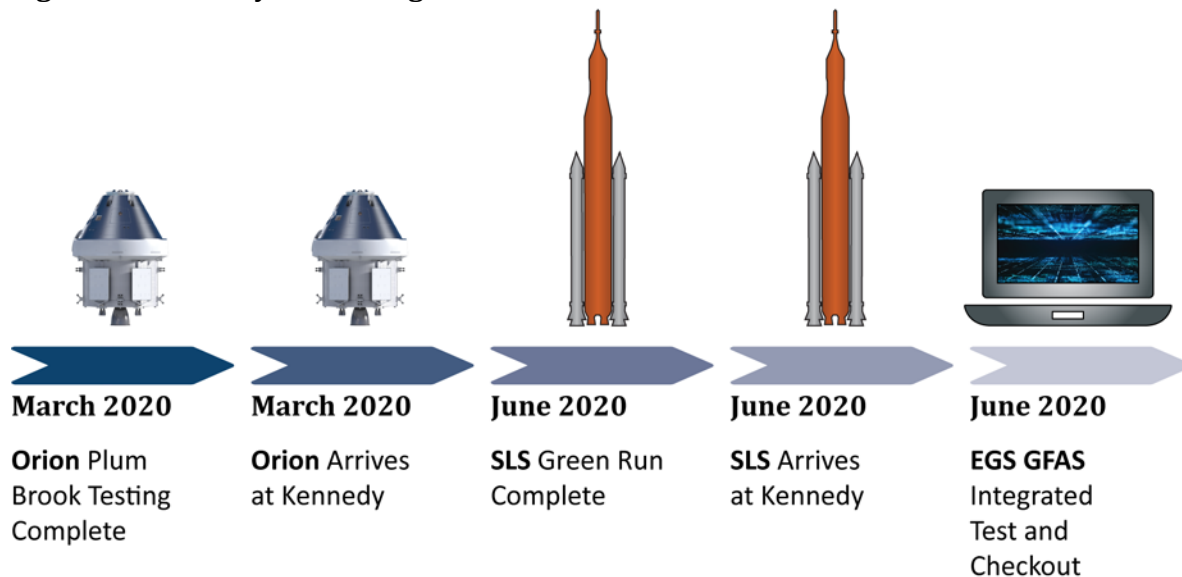 March 2020
Orion Plum
Brook Testing
Complete
March 2020
Orion Arrives
at Kennedy
June 2020
SLS Green Run
Complete
June 2020
SLS Arrives
at Kennedy
June 2020
EGS GFAS
Integrated
Test and
Checkout